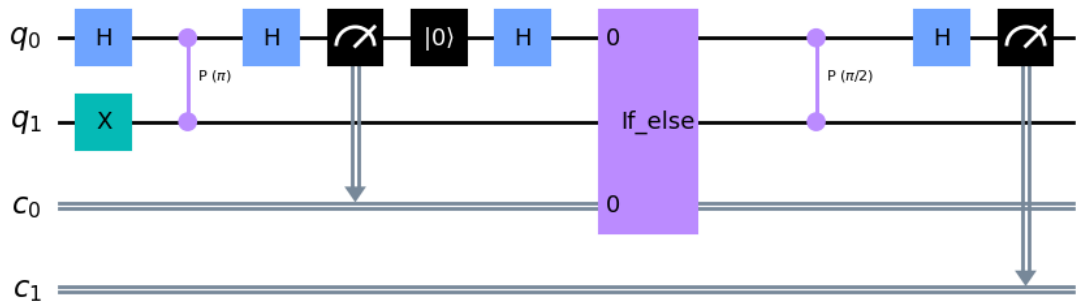 q0 H H |0⟩ H 0 H
P (π) P (π/2)
q1 X If_else
c0 0
c1